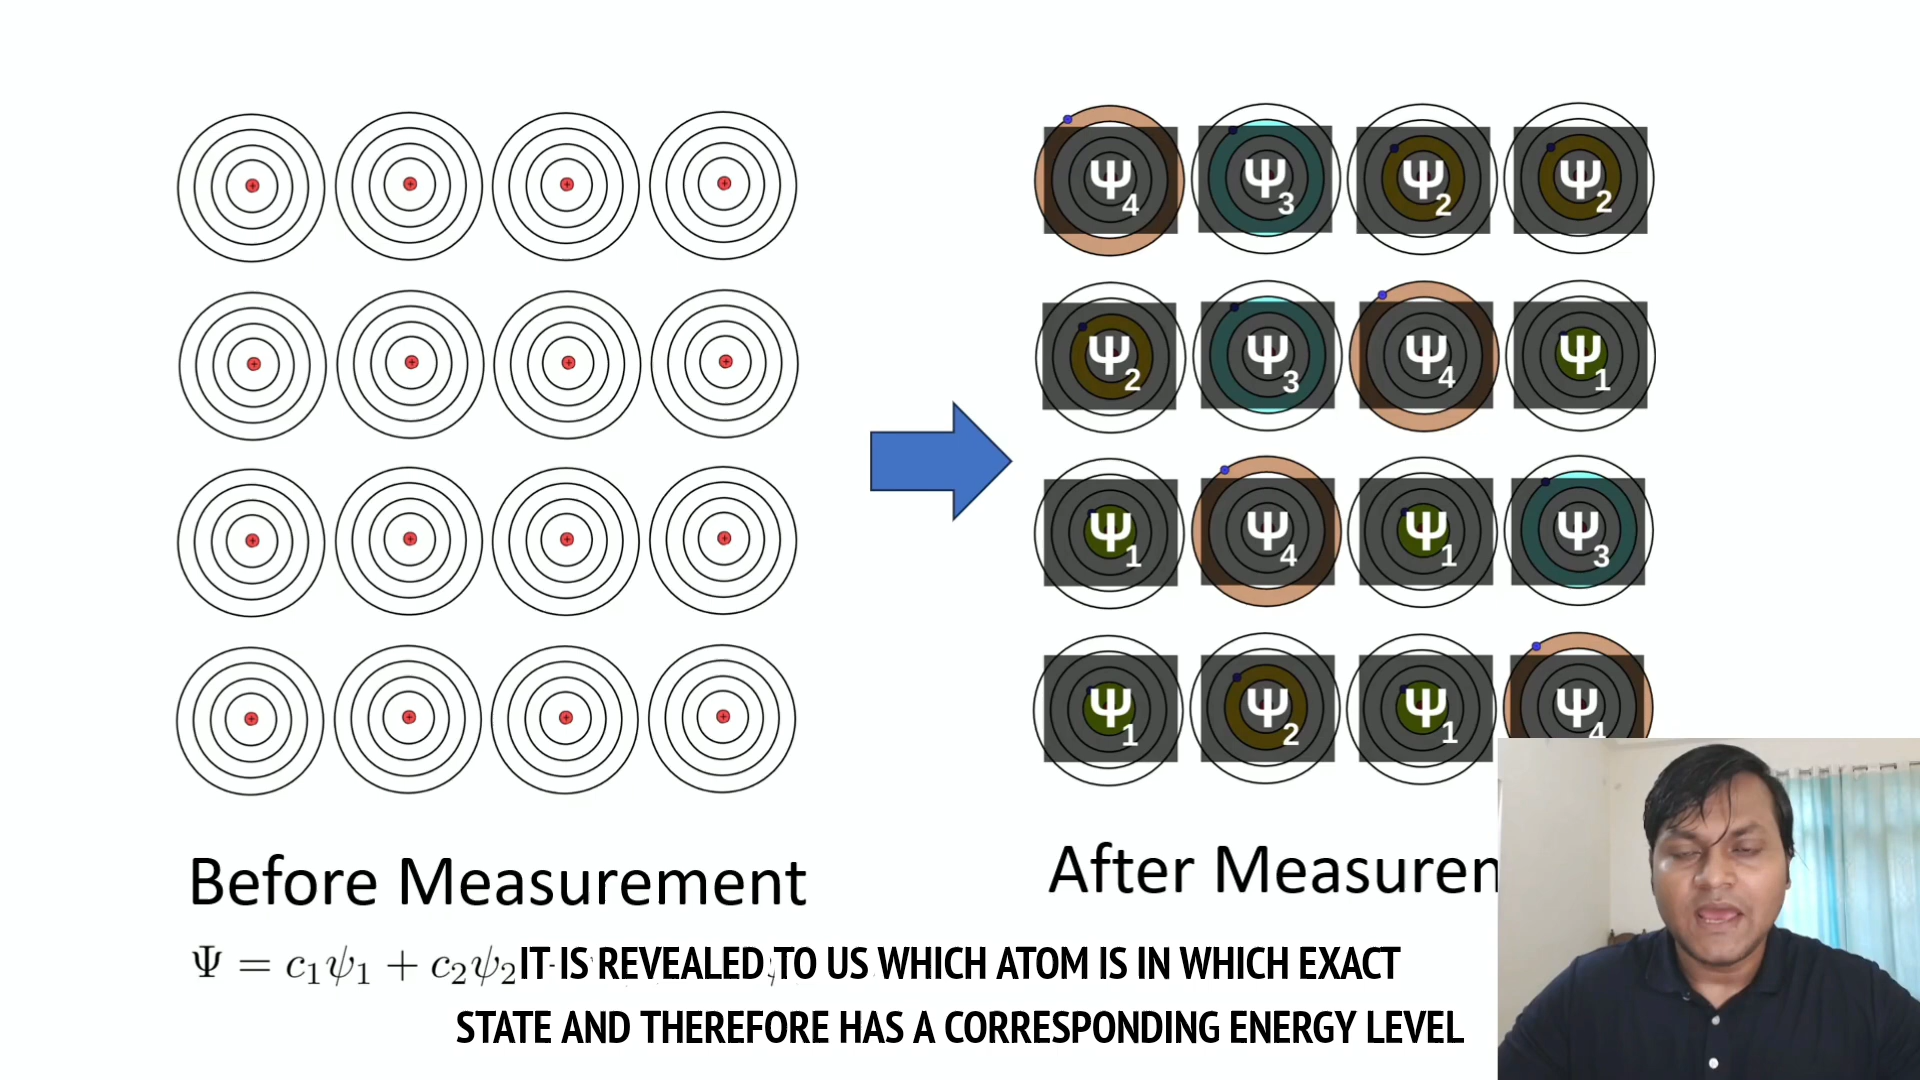 Ψ4 Ψ3 Ψ2 Ψ2
Ψ2 Ψ3 Ψ4 Ψ1
Ψ1 Ψ4 Ψ1 Ψ3
Ψ1 Ψ2 Ψ1 Ψ4
Before Measurement
After Measurem
Ψ = c₁ψ₁ + c₂ψ₂
IT IS REVEALED TO US WHICH ATOM IS IN WHICH EXACT
STATE AND THEREFORE HAS A CORRESPONDING ENERGY LEVEL